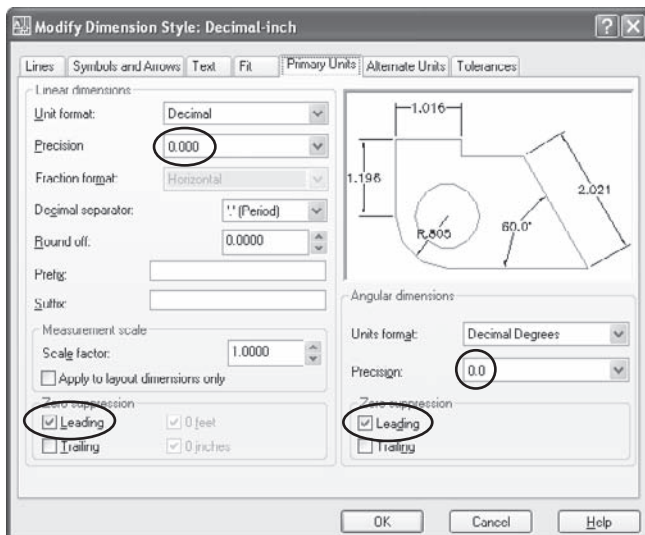 Modify Dimension Style: Decimal-inch
Lines Symbols and Arrows Text Fit Primary Units Alternate Units Tolerances
Linear dimensions
Unit format: Decimal
Precision 0.000
Fraction format: Horizontal
Decimal separator: '.' (Period)
Round off: 0.0000
Prefix:
Suffix:
Measurement scale
Scale factor: 1.0000
Apply to layout dimensions only
Zero suppression
Leading 0 feet
Trailing 0 inches
1.016
1.196
2.021
R.805
60.0°
Angular dimensions
Units format: Decimal Degrees
Precision: 0.0
Zero suppression
Leading
Trailing
OK Cancel Help